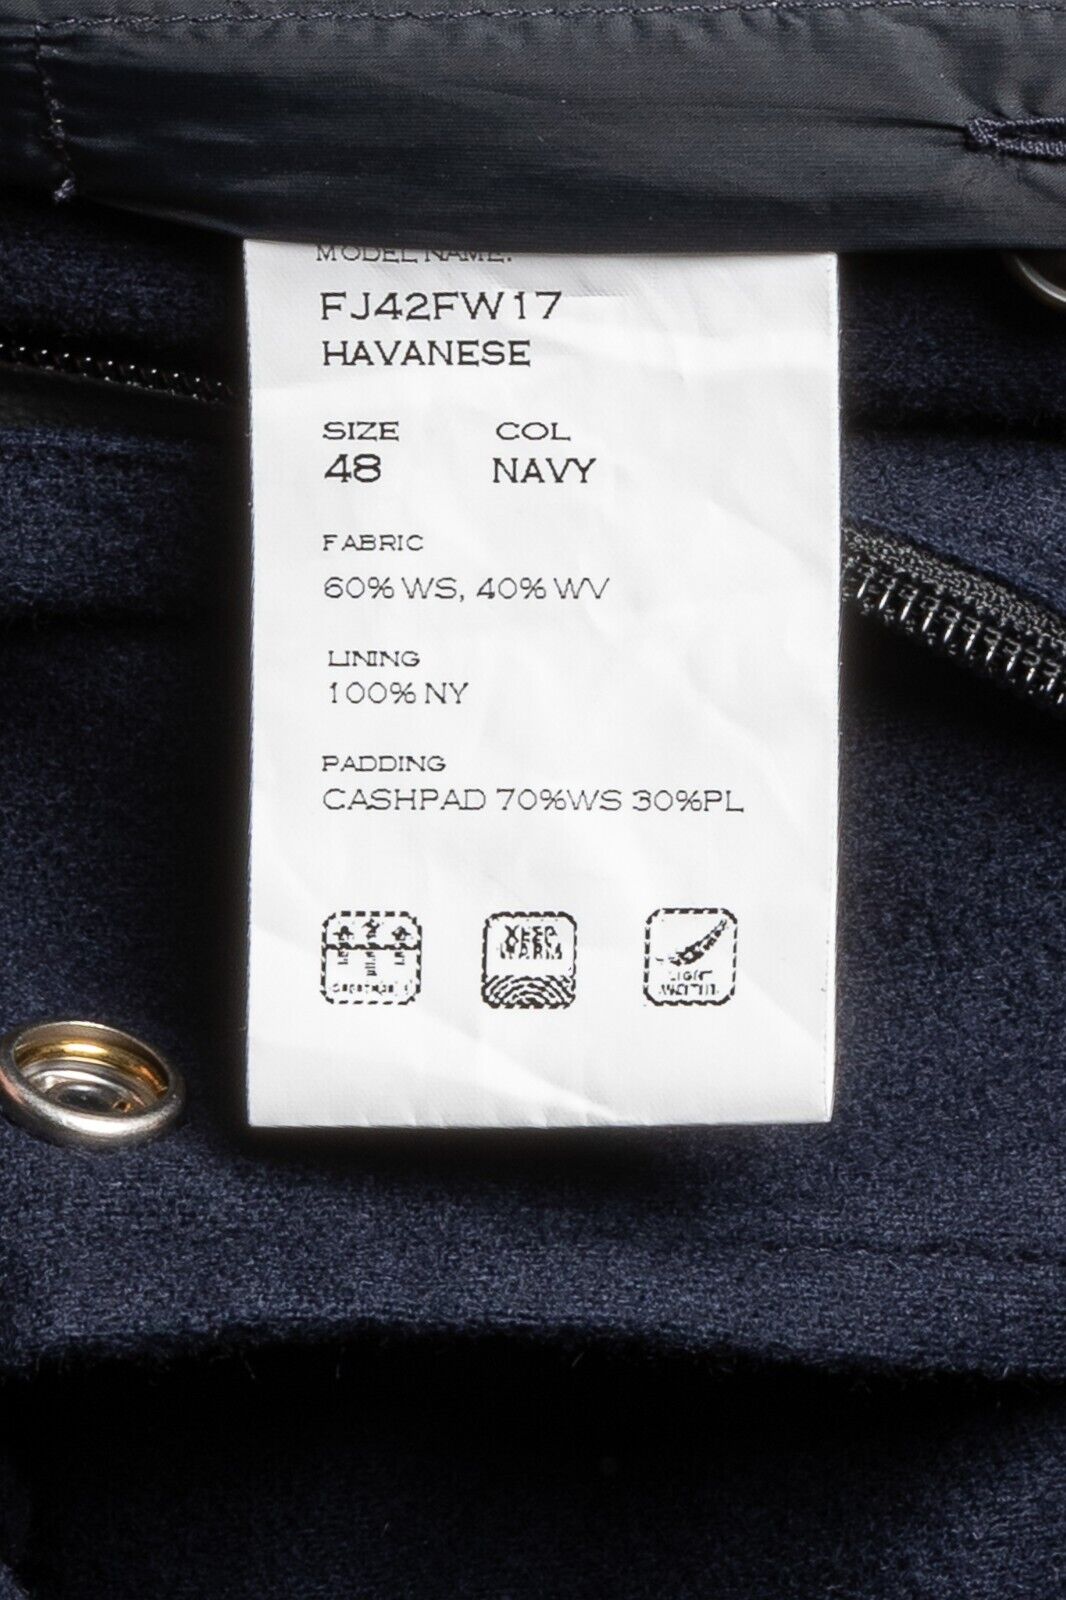 MODEL NAME:
FJ42FW17
HAVANESE
SIZE COL
48 NAVY
FABRIC
60% WS, 40% WV
LINING
100% NY
PADDING
CASHPAD 70%WS 30%PL
KEEP
WARM
LIGHT